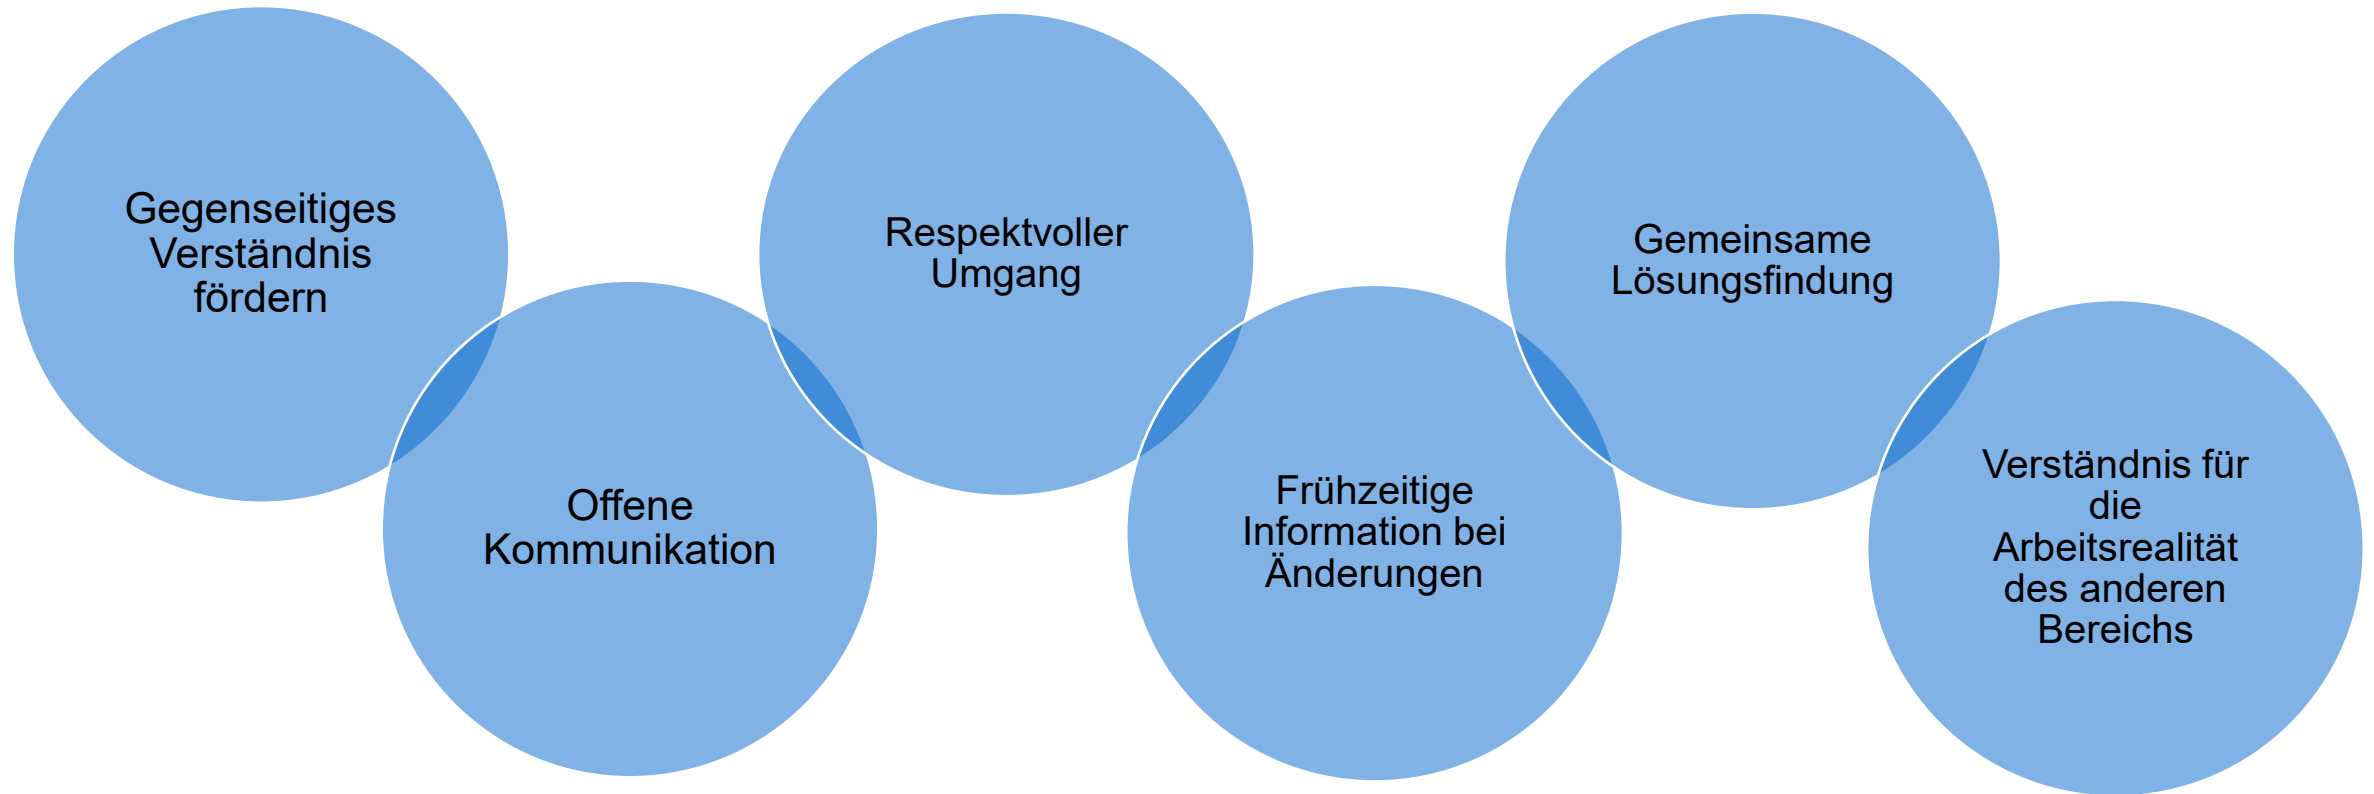 Gegenseitiges
Verständnis
fördern
Offene
Kommunikation
Respektvoller
Umgang
Frühzeitige
Information bei
Änderungen
Gemeinsame
Lösungsfindung
Verständnis für
die
Arbeitsrealität
des anderen
Bereichs